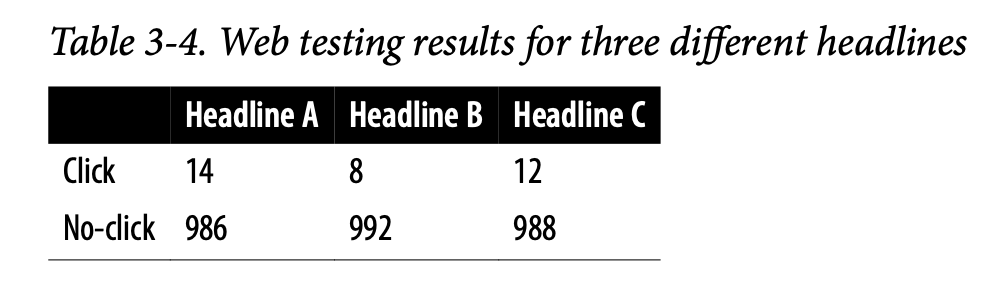 Table 3-4. Web testing results for three different headlines
Headline A Headline B Headline C
Click 14 8 12
No-click 986 992 988